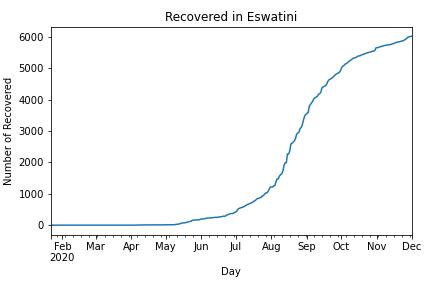 Recovered in Eswatini
Number of Recovered
6000
5000
4000
3000
2000
1000
0
Feb Mar Apr May Jun Jul Aug Sep Oct Nov Dec
2020
Day